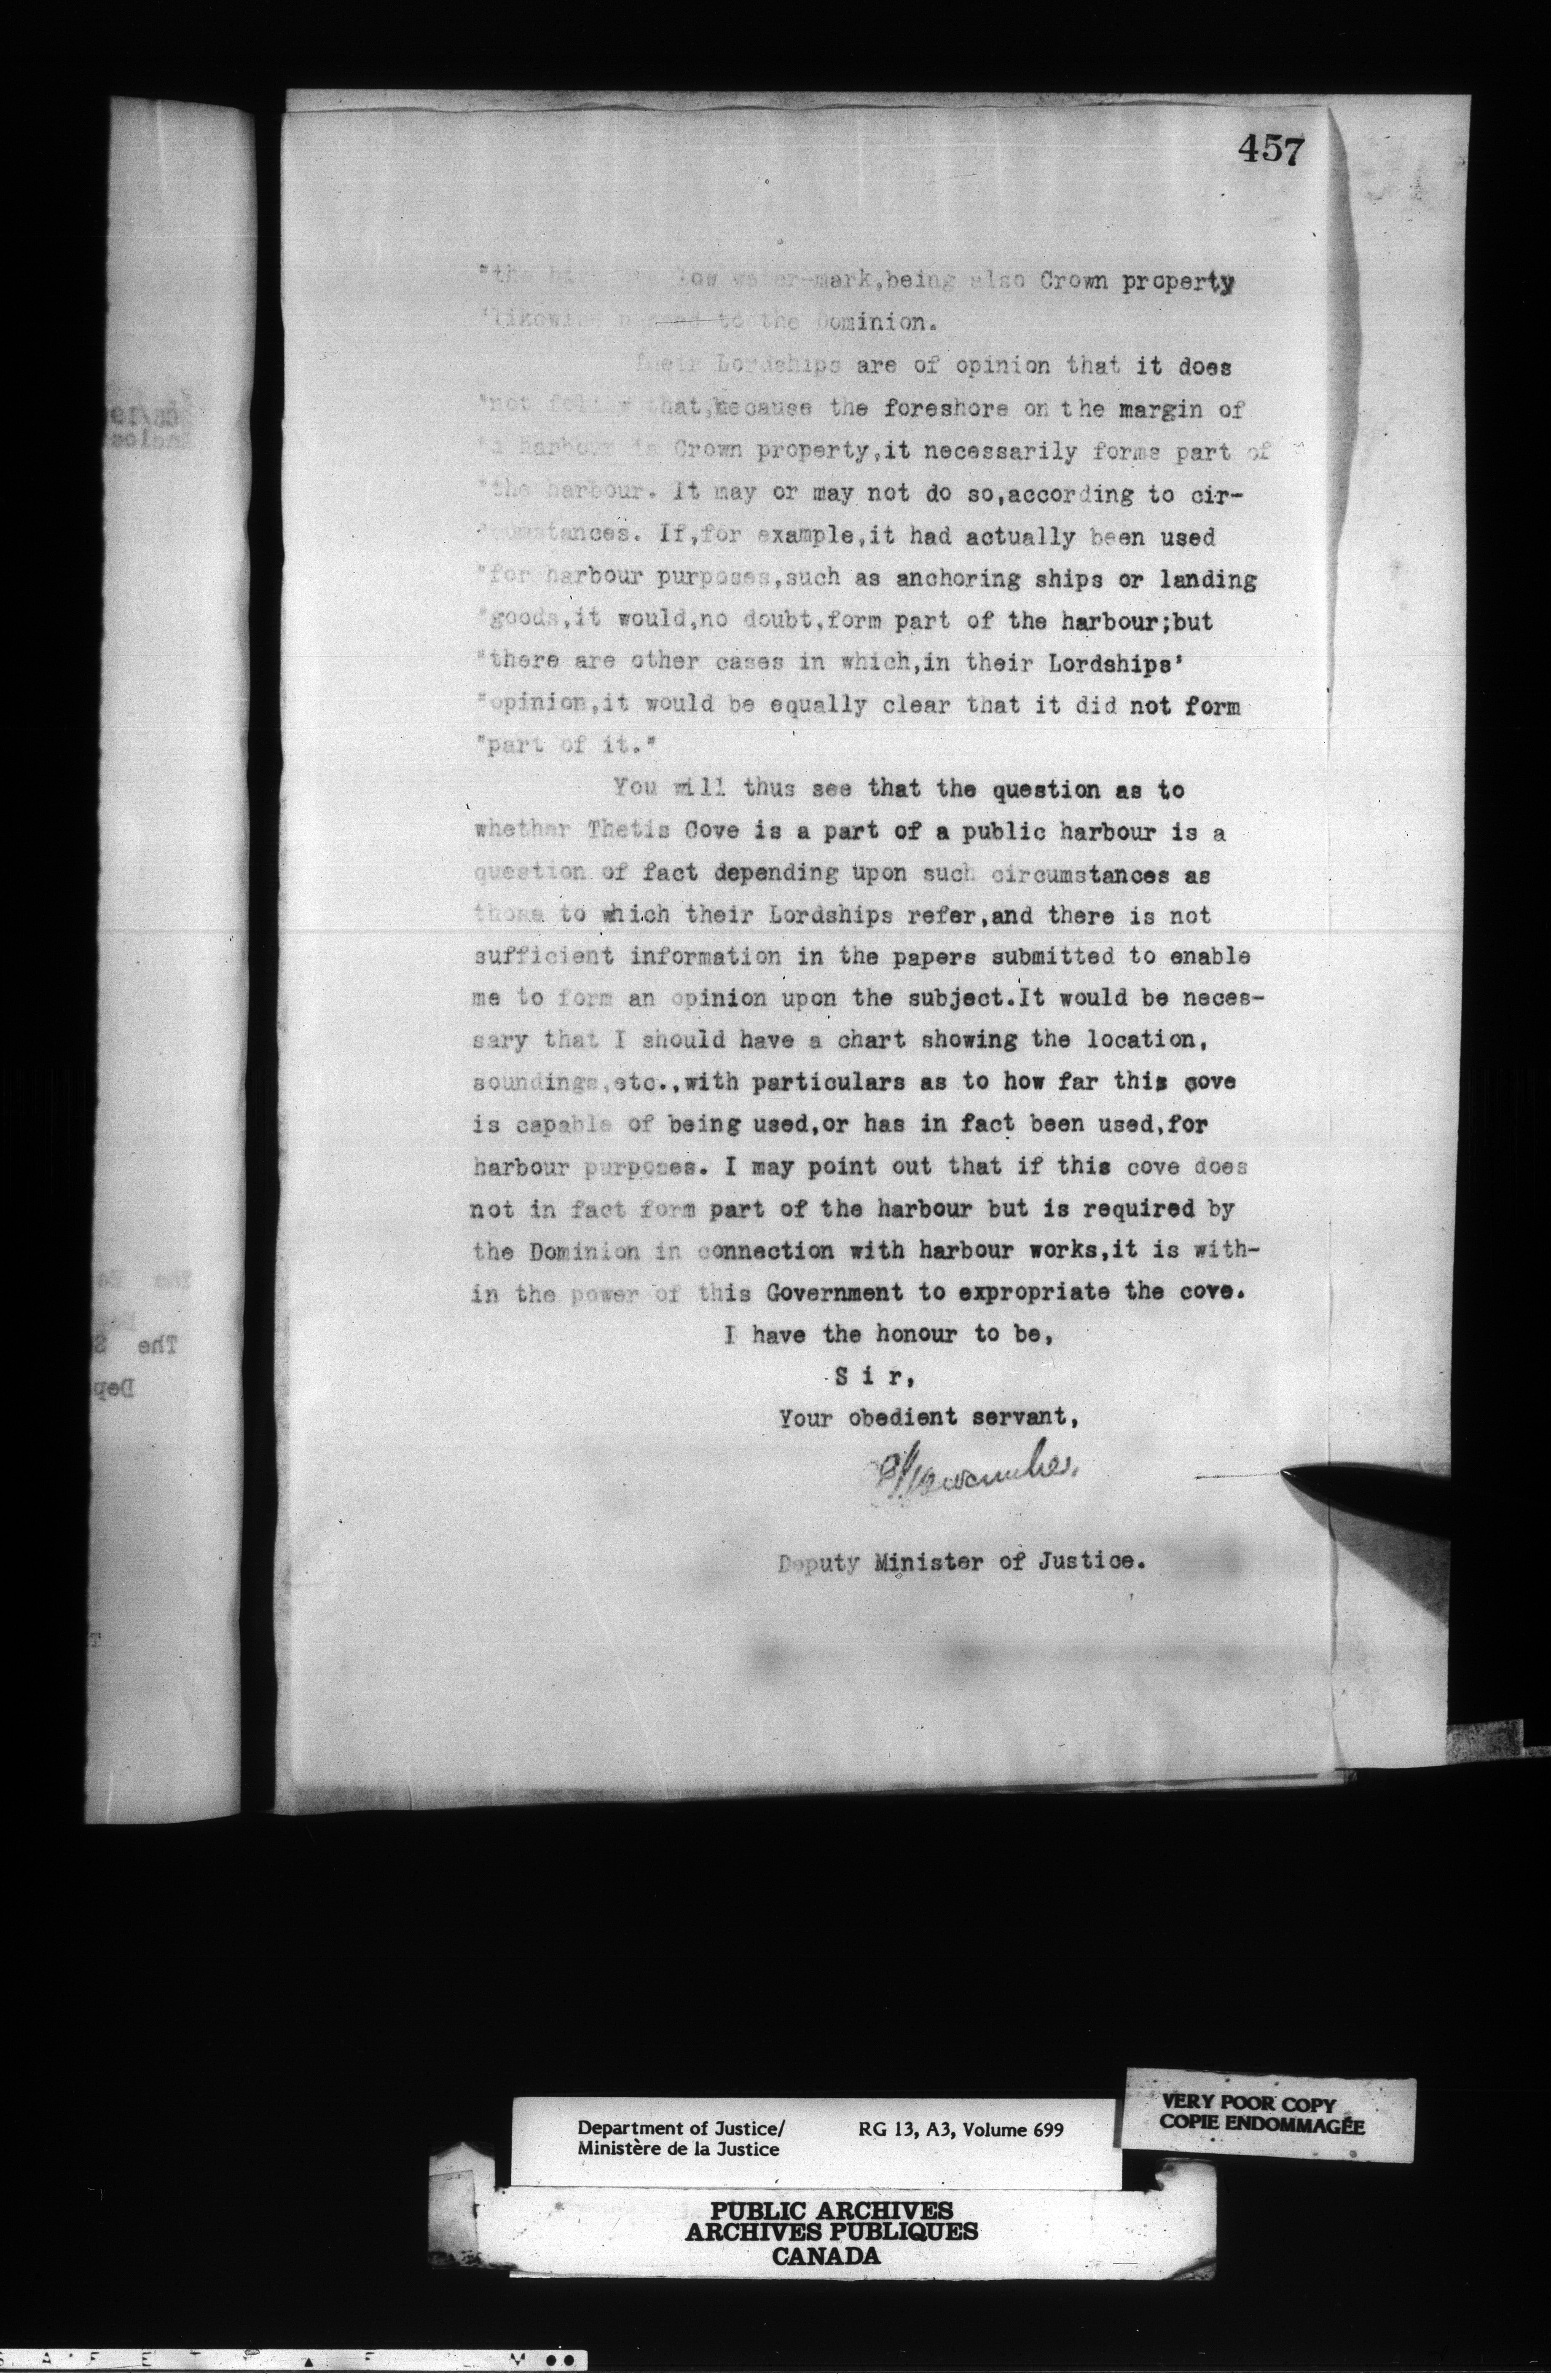 457
"the low water-mark,being also Crown property
"likewise passed to the Dominion.
Their Lordships are of opinion that it does
"not follow that,because the foreshore on the margin of
"a harbour is Crown property,it necessarily forms part of
"the harbour. It may or may not do so,according to cir-
"cumstances. If,for example,it had actually been used
"for harbour purposes,such as anchoring ships or landing
"goods,it would,no doubt,form part of the harbour;but
"there are other cases in which,in their Lordships'
"opinion,it would be equally clear that it did not form
"part of it."
You will thus see that the question as to
whether Thetis Cove is a part of a public harbour is a
question of fact depending upon such circumstances as
those to which their Lordships refer,and there is not
sufficient information in the papers submitted to enable
me to form an opinion upon the subject.It would be neces-
sary that I should have a chart showing the location,
soundings,etc.,with particulars as to how far this cove
is capable of being used,or has in fact been used,for
harbour purposes. I may point out that if this cove does
not in fact form part of the harbour but is required by
the Dominion in connection with harbour works,it is with-
in the power of this Government to expropriate the cove.
I have the honour to be,
S i r,
Your obedient servant,
Deputy Minister of Justice.
The
Department of Justice/ RG 13, A3, Volume 699
Ministère de la Justice
VERY POOR COPY
COPIE ENDOMMAGÉE
PUBLIC ARCHIVES
ARCHIVES PUBLIQUES
CANADA